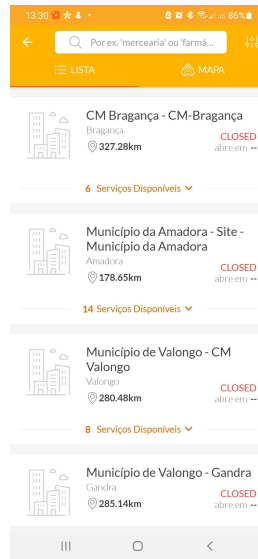 13:30
86%
Por ex. 'mercearia' ou 'farmá...
LISTA
MAPA
CM Bragança - CM-Bragança
Bragança
327.28km
CLOSED
abre em --
6 Serviços Disponíveis
Município da Amadora - Site -
Município da Amadora
Amadora
178.65km
CLOSED
abre em --
14 Serviços Disponíveis
Município de Valongo - CM
Valongo
Valongo
280.48km
CLOSED
abre em --
8 Serviços Disponíveis
Município de Valongo - Gandra
Gandra
285.14km
CLOSED
abre em --